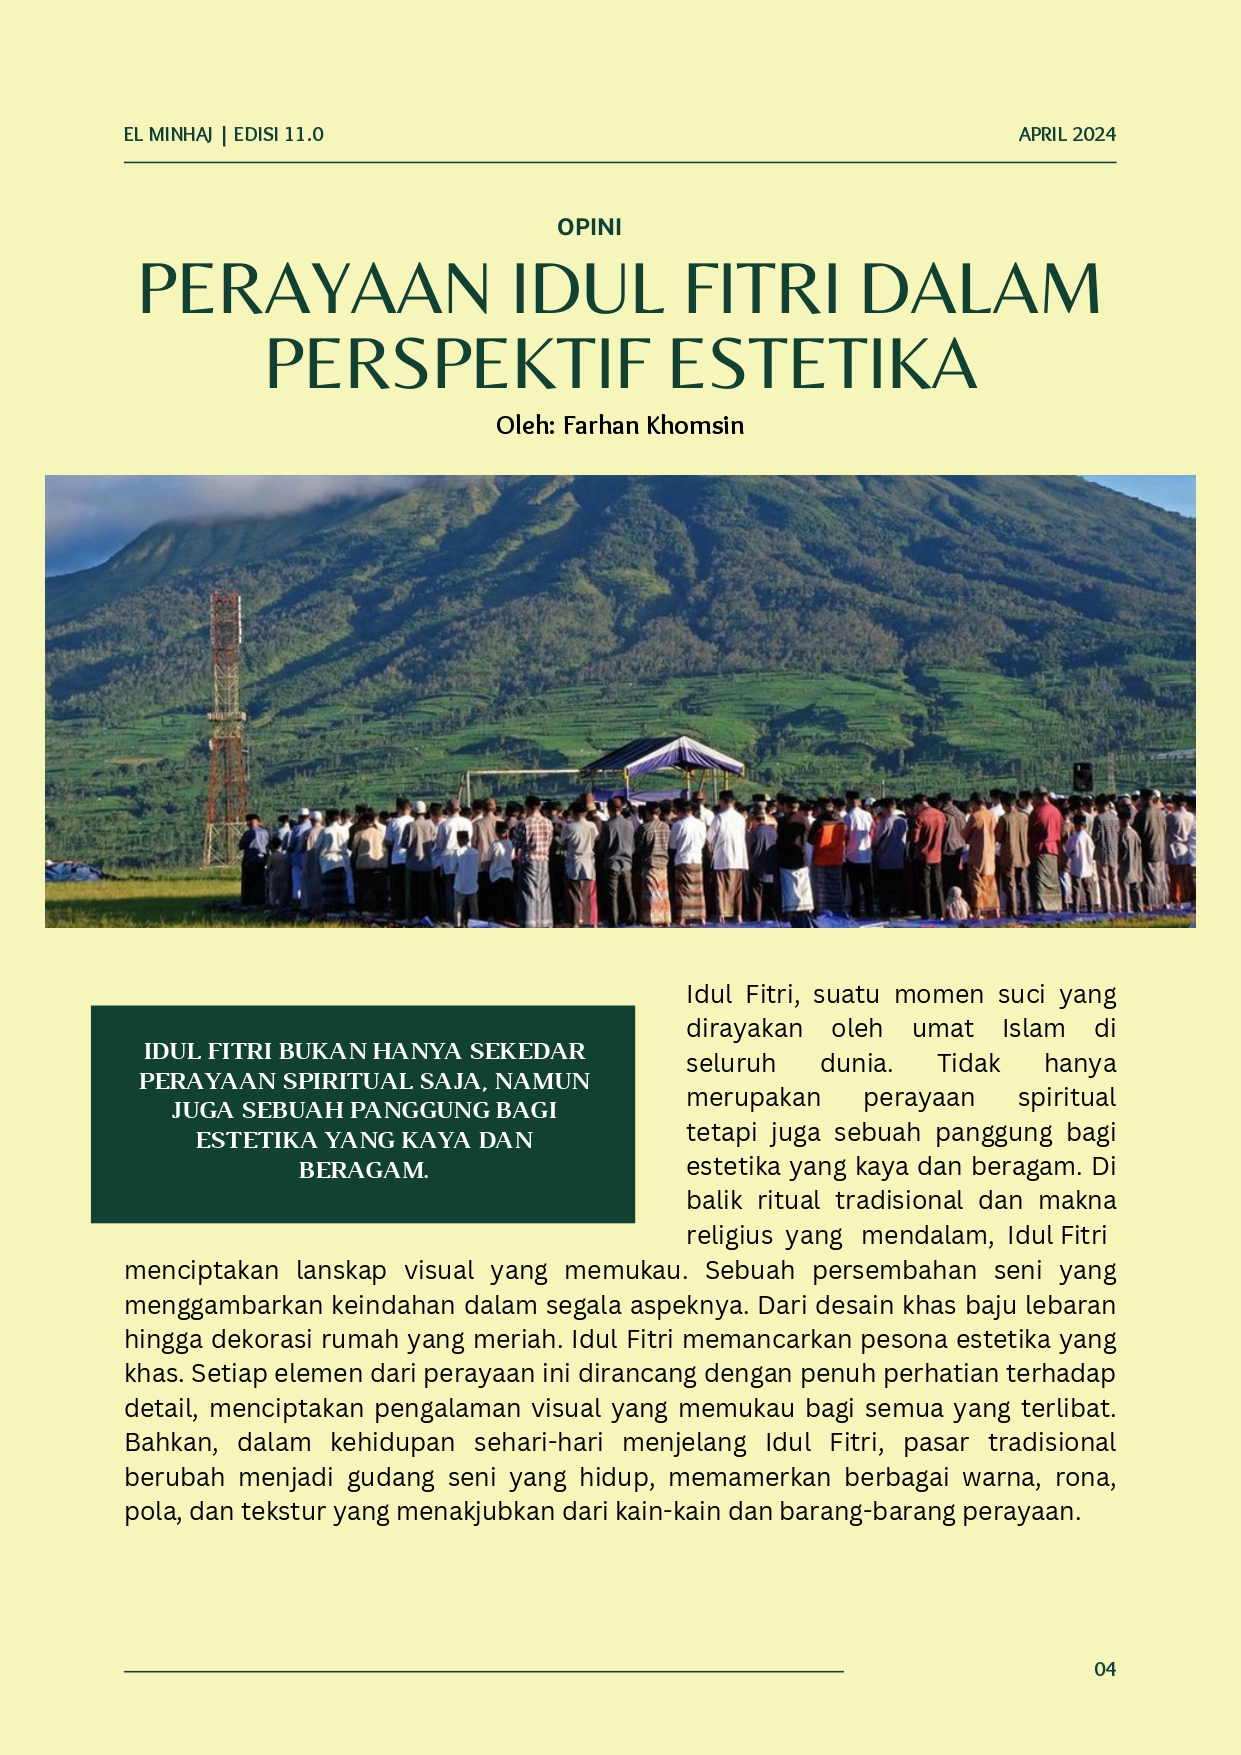 EL MINHAJ | EDISI 11.0
APRIL 2024
OPINI
PERAYAAN IDUL FITRI DALAM
PERSPEKTIF ESTETIKA
Oleh: Farhan Khomsin
IDUL FITRI BUKAN HANYA SEKEDAR
PERAYAAN SPIRITUAL SAJA, NAMUN
JUGA SEBUAH PANGGUNG BAGI
ESTETIKA YANG KAYA DAN
BERAGAM.
Idul Fitri, suatu momen suci yang
dirayakan oleh umat Islam di
seluruh dunia. Tidak hanya
merupakan perayaan spiritual
tetapi juga sebuah panggung bagi
estetika yang kaya dan beragam. Di
balik ritual tradisional dan makna
religius yang mendalam, Idul Fitri
menciptakan lanskap visual yang memukau. Sebuah persembahan seni yang
menggambarkan keindahan dalam segala aspeknya. Dari desain khas baju lebaran
hingga dekorasi rumah yang meriah. Idul Fitri memancarkan pesona estetika yang
khas. Setiap elemen dari perayaan ini dirancang dengan penuh perhatian terhadap
detail, menciptakan pengalaman visual yang memukau bagi semua yang terlibat.
Bahkan, dalam kehidupan sehari-hari menjelang Idul Fitri, pasar tradisional
berubah menjadi gudang seni yang hidup, memamerkan berbagai warna, rona,
pola, dan tekstur yang menakjubkan dari kain-kain dan barang-barang perayaan.
04